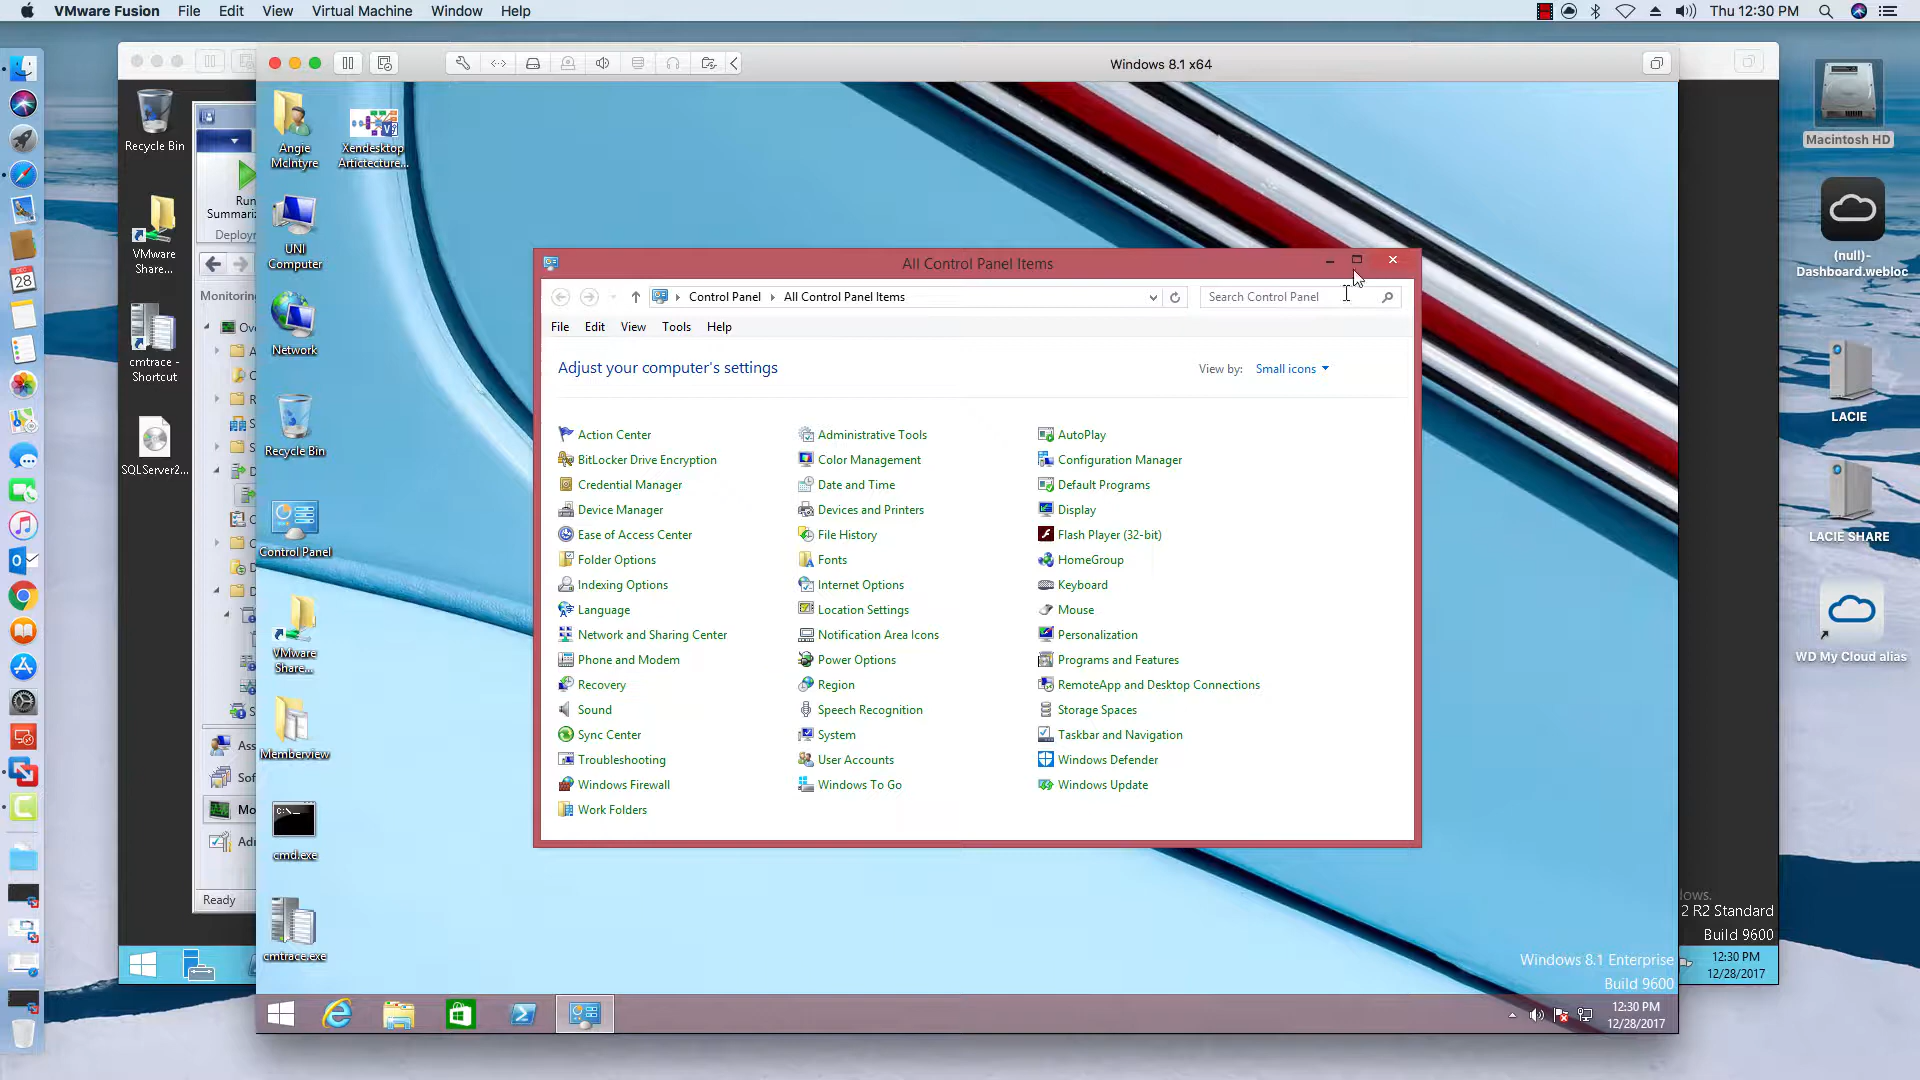 VMware Fusion File Edit View Virtual Machine Window Help
Thu 12:30 PM
Windows 8.1 x64
Recycle Bin
VMware
Share...
cmtrace -
Shortcut
SQLServer2...
Run
Summariz
Deploy
Monitoring
Ready
Angie
McIntyre
Xendesktop
Artictecture...
UNI
Computer
Network
Recycle Bin
Control Panel
VMware
Share...
Memberview
cmd.exe
cmtrace.exe
All Control Panel Items
Control Panel All Control Panel Items
Search Control Panel
File Edit View Tools Help
Adjust your computer's settings
View by: Small icons
Action Center Administrative Tools AutoPlay
BitLocker Drive Encryption Color Management Configuration Manager
Credential Manager Date and Time Default Programs
Device Manager Devices and Printers Display
Ease of Access Center File History Flash Player (32-bit)
Folder Options Fonts HomeGroup
Indexing Options Internet Options Keyboard
Language Location Settings Mouse
Network and Sharing Center Notification Area Icons Personalization
Phone and Modem Power Options Programs and Features
Recovery Region RemoteApp and Desktop Connections
Sound Speech Recognition Storage Spaces
Sync Center System Taskbar and Navigation
Troubleshooting User Accounts Windows Defender
Windows Firewall Windows To Go Windows Update
Work Folders
Windows 8.1 Enterprise
Build 9600
12:30 PM
12/28/2017
lows.
2 R2 Standard
Build 9600
12:30 PM
12/28/2017
Macintosh HD
(null)-
Dashboard.webloc
LACIE
LACIE SHARE
WD My Cloud alias
DEC
28